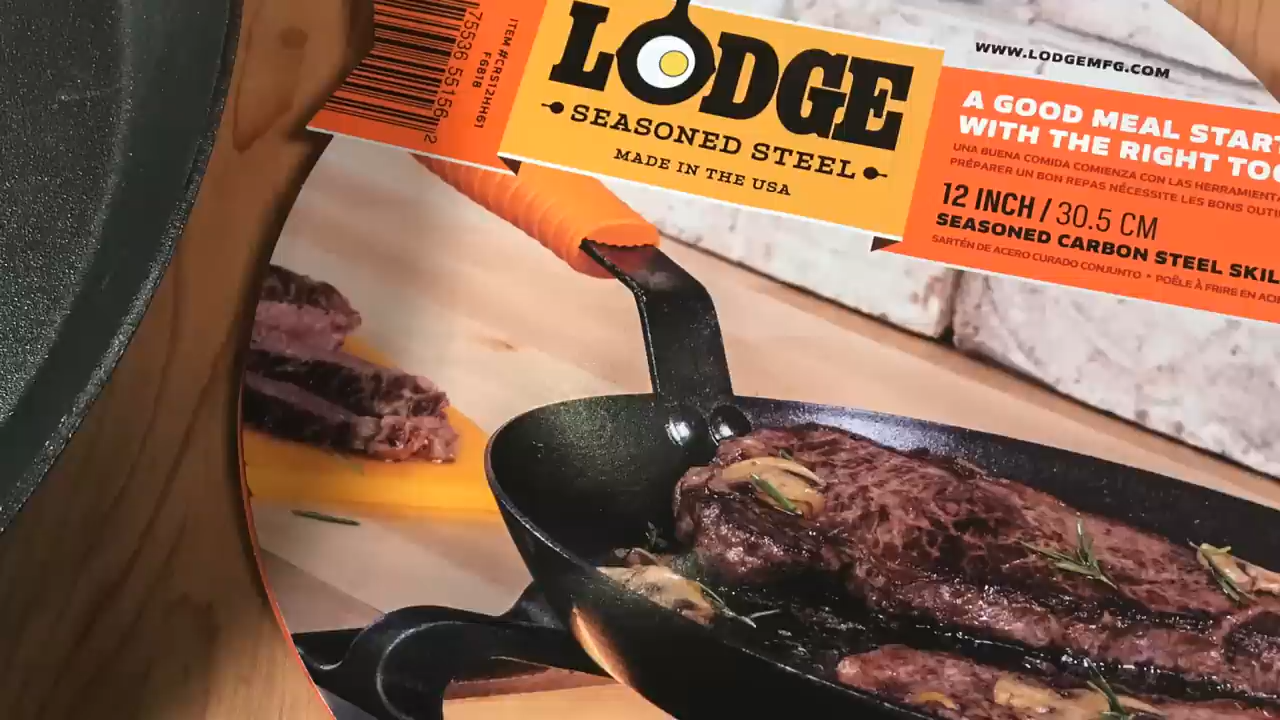 75536 55156 2
ITEM #CRS12HH61
F6818
LODGE
SEASONED STEEL
MADE IN THE USA
WWW.LODGEMFG.COM
A GOOD MEAL START
WITH THE RIGHT TOO
UNA BUENA COMIDA COMIENZA CON LAS HERRAMIENTA
PRÉPARER UN BON REPAS NÉCESSITE LES BONS OUTI
12 INCH / 30.5 CM
SEASONED CARBON STEEL SKIL
SARTÉN DE ACERO CURADO CONJUNTO • POÊLE À FRIRE EN ACIE